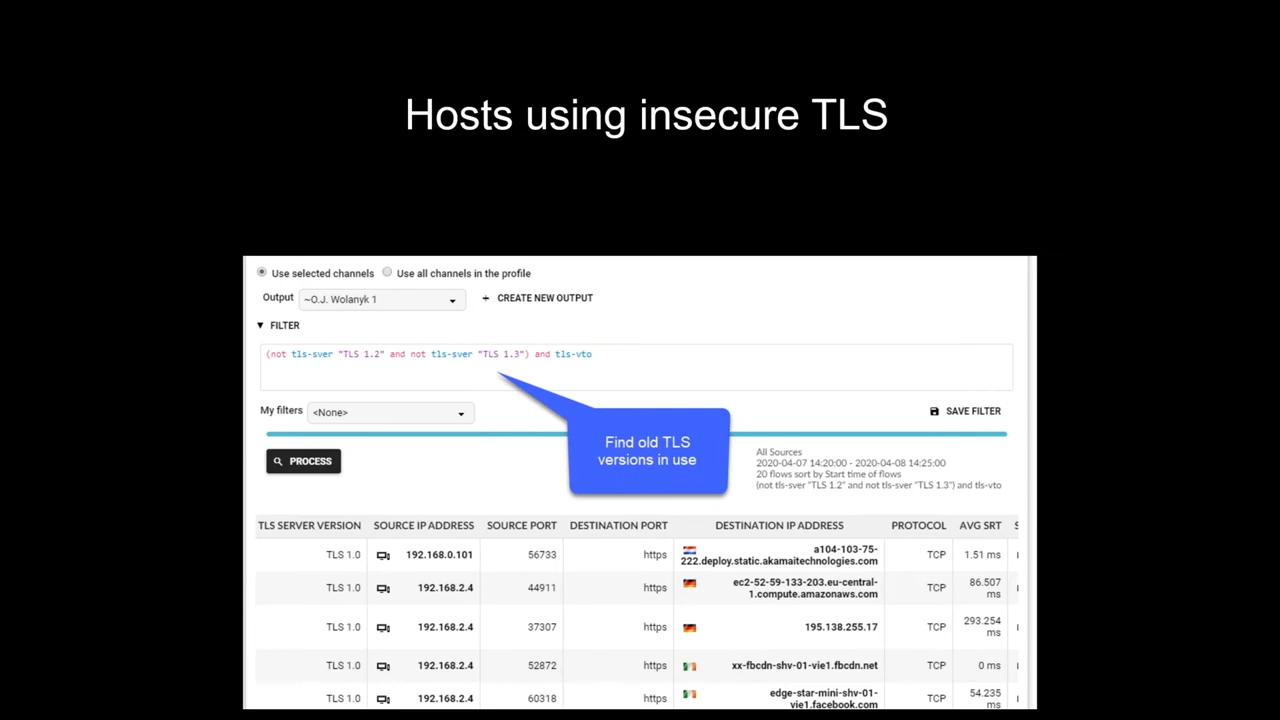 Hosts using insecure TLS
Use selected channels Use all channels in the profile
Output ~O.J. Wolanyk 1 + CREATE NEW OUTPUT
▼ FILTER
(not tls-sver "TLS 1.2" and not tls-sver "TLS 1.3") and tls-vto
My filters <None> SAVE FILTER
Find old TLS
versions in use
PROCESS
All Sources
2020-04-07 14:20:00 - 2020-04-08 14:25:00
20 flows sort by Start time of flows
(not tls-sver "TLS 1.2" and not tls-sver "TLS 1.3") and tls-vto
TLS SERVER VERSION SOURCE IP ADDRESS SOURCE PORT DESTINATION PORT DESTINATION IP ADDRESS PROTOCOL AVG SRT
TLS 1.0 192.168.0.101 56733 https a104-103-75-
222.deploy.static.akamaitechnologies.com TCP 1.51 ms
TLS 1.0 192.168.2.4 44911 https ec2-52-59-133-203.eu-central-
1.compute.amazonaws.com TCP 86.507
ms
TLS 1.0 192.168.2.4 37307 https 195.138.255.17 TCP 293.254
ms
TLS 1.0 192.168.2.4 52872 https xx-fbcdn-shv-01-vie1.fbcdn.net TCP 0 ms
TLS 1.0 192.168.2.4 60318 https edge-star-mini-shv-01-
vie1.facebook.com TCP 54.235
ms